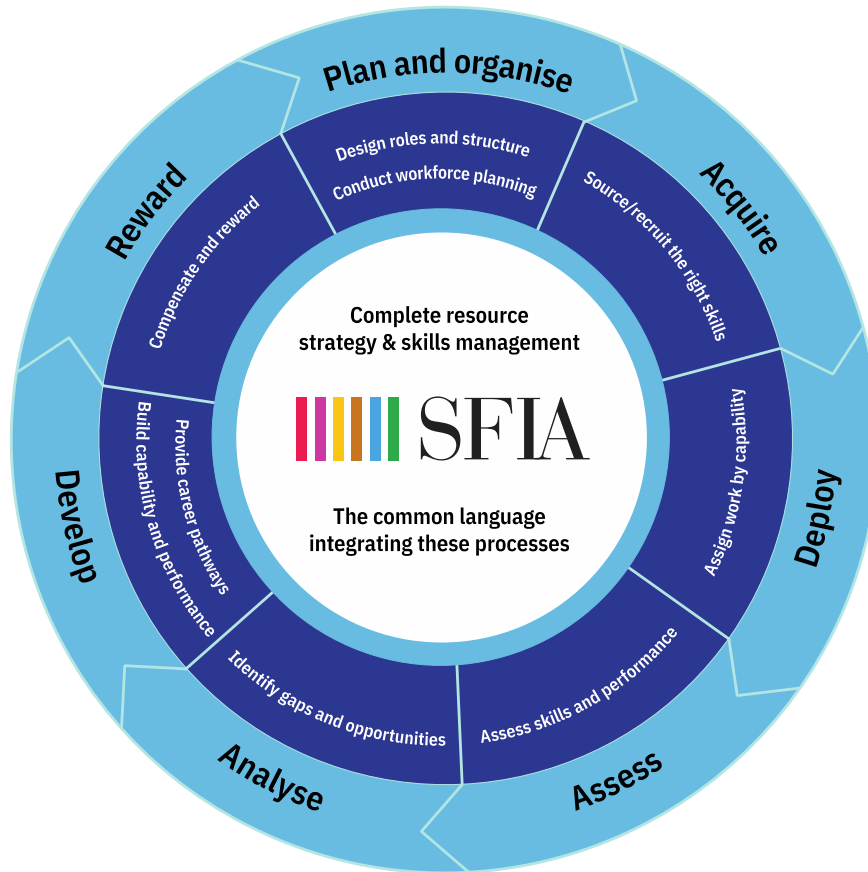 Plan and organise
Design roles and structure
Conduct workforce planning
Acquire
Source/recruit the right skills
Deploy
Assign work by capability
Assess
Assess skills and performance
Analyse
Identify gaps and opportunities
Develop
Build capability and performance
Provide career pathways
Reward
Compensate and reward
Complete resource
strategy & skills management
SFIA
The common language
integrating these processes